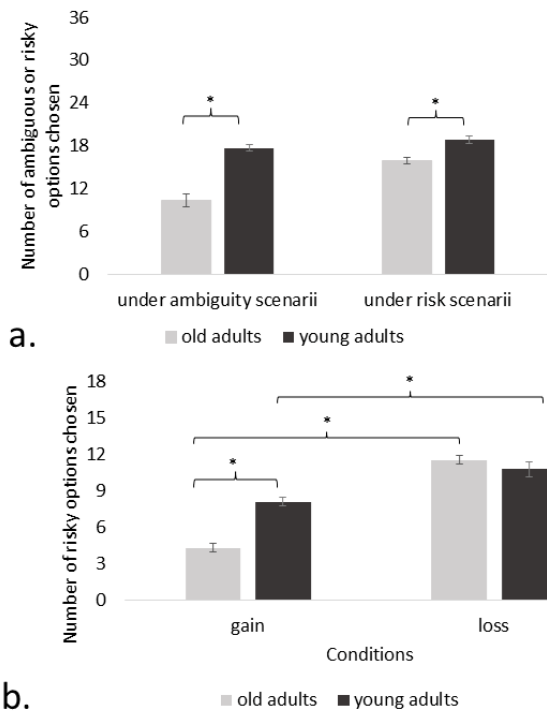 Number of ambiguous or risky
options chosen
36
30
24
18
12
6
0
*
*
under ambiguity scenarii
under risk scenarii
a.
old adults
young adults
Number of risky options chosen
18
15
12
9
6
3
0
*
*
*
gain
loss
Conditions
b.
old adults
young adults